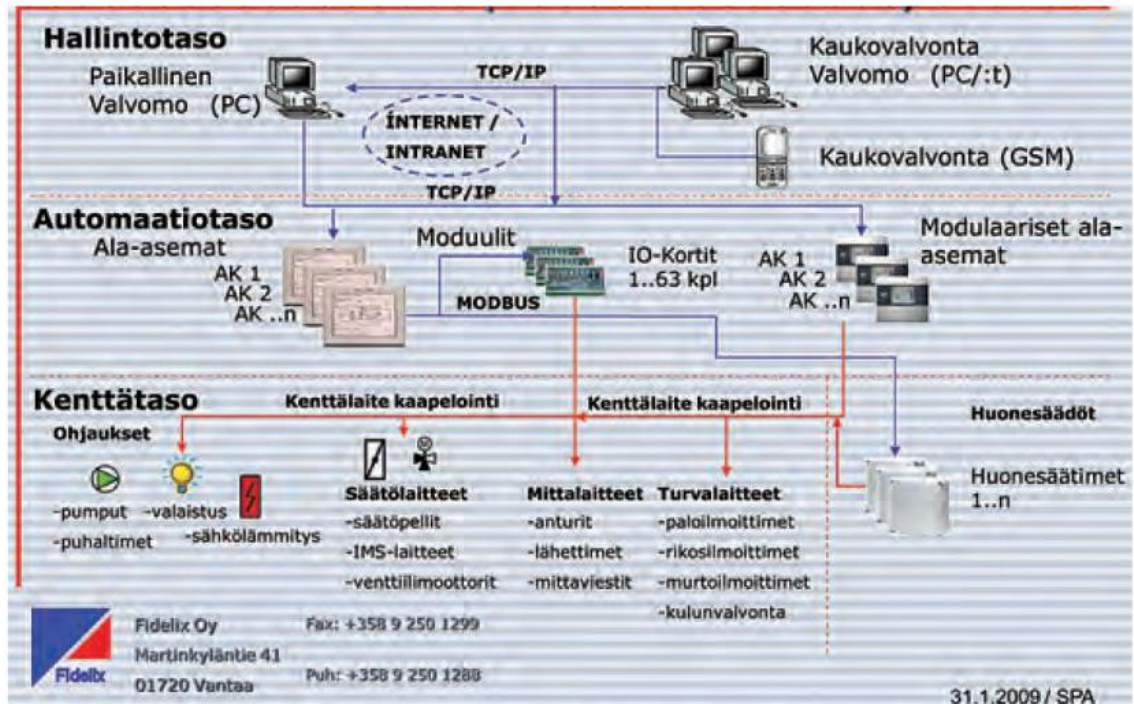 Hallintotaso
Paikallinen
Valvomo (PC)
TCP/IP
Kaukovalvonta
Valvomo (PC/:t)
İNTERNET /
INTRANET
Kaukovalvonta (GSM)
TCP/IP
Automaatiotaso
Ala-asemat
AK 1
AK 2
AK ..n
Moduulit
MODBUS
IO-Kortit
1..63 kpl
AK 1
AK 2
AK ..n
Modulaariset ala-
asemat
Kenttätaso
Kenttälaite kaapelointi
Kenttälaite kaapelointi
Huonesäädöt
Ohjaukset
-pumput
-valaistus
-puhaltimet
-sähkölämmitys
Säätölaitteet
-säätöpellit
-IMS-laitteet
-venttiilimoottorit
Mittalaitteet
-anturit
-lähettimet
-mittaviestit
Turvalaitteet
-paloilmoittimet
-rikosilmoittimet
-murtoilmoittimet
-kulunvalvonta
Huonesäätimet
1..n
Fidelix
Fidelix Oy
Martinkyläntie 41
01720 Vantaa
Fax: +358 9 250 1299
Puh: +358 9 250 1288
31.1.2009 / SPA